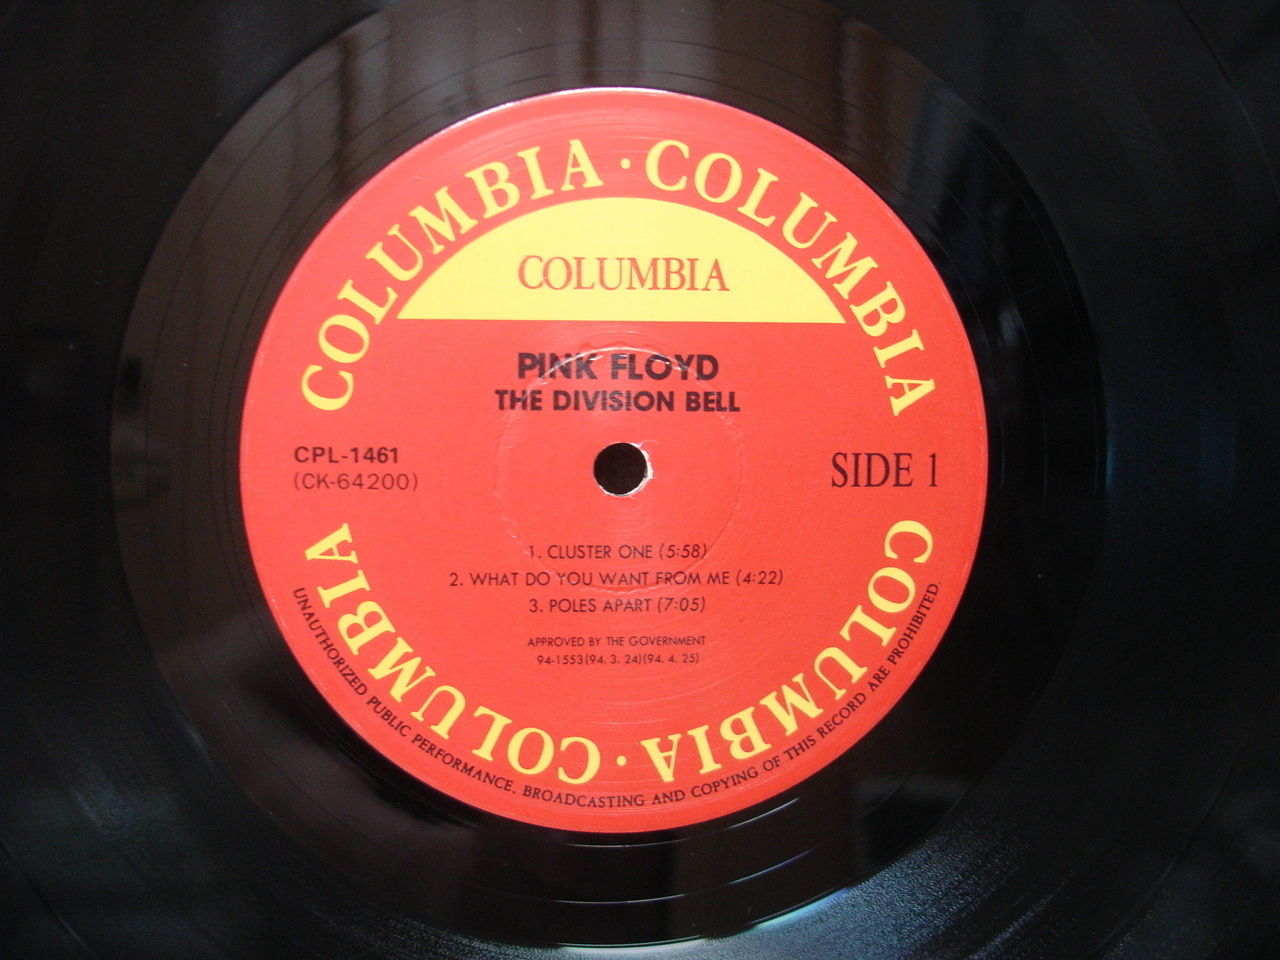 COLUMBIA · COLUMBIA
COLUMBIA
PINK FLOYD
THE DIVISION BELL
CPL-1461
(CK-64200)
SIDE 1
1. CLUSTER ONE (5:58)
2. WHAT DO YOU WANT FROM ME (4:22)
3. POLES APART (7:05)
APPROVED BY THE GOVERNMENT
94-1553(94. 3. 24)(94. 4. 25)
COLUMBIA · COLUMBIA
UNAUTHORIZED PUBLIC PERFORMANCE, BROADCASTING AND COPYING OF THIS RECORD ARE PROHIBITED.